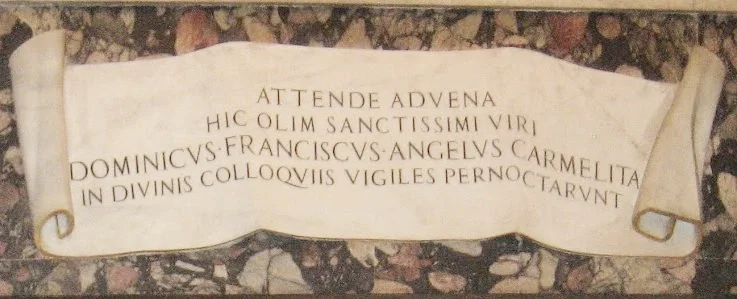 ATTENDE ADVENA
HIC OLIM SANCTISSIMI VIRI
DOMINICVS·FRANCISCVS·ANGELVS CARMELITA
IN DIVINIS COLLOQVIIS VIGILES PERNOCTARVNT